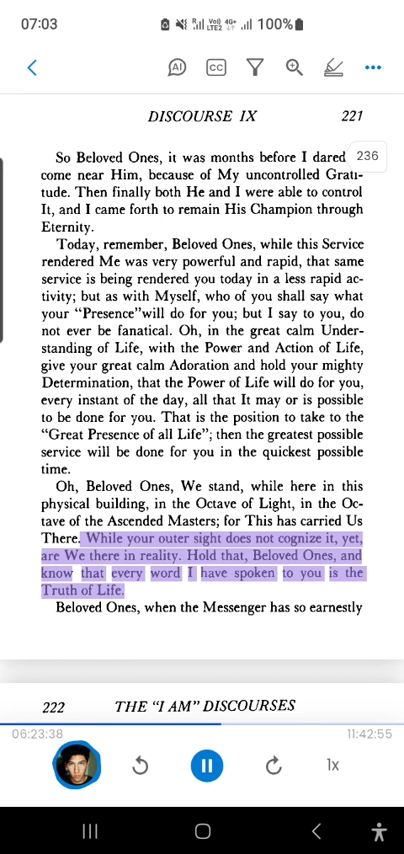 07:03
VoI) 4G+
LTE2
100%
AI
CC
DISCOURSE IX 221
236
So Beloved Ones, it was months before I dared
come near Him, because of My uncontrolled Grati-
tude. Then finally both He and I were able to control
It, and I came forth to remain His Champion through
Eternity.
Today, remember, Beloved Ones, while this Service
rendered Me was very powerful and rapid, that same
service is being rendered you today in a less rapid ac-
tivity; but as with Myself, who of you shall say what
your “Presence”will do for you; but I say to you, do
not ever be fanatical. Oh, in the great calm Under-
standing of Life, with the Power and Action of Life,
give your great calm Adoration and hold your mighty
Determination, that the Power of Life will do for you,
every instant of the day, all that It may or is possible
to be done for you. That is the position to take to the
“Great Presence of all Life”; then the greatest possible
service will be done for you in the quickest possible
time.
Oh, Beloved Ones, We stand, while here in this
physical building, in the Octave of Light, in the Oc-
tave of the Ascended Masters; for This has carried Us
There. While your outer sight does not cognize it, yet,
are We there in reality. Hold that, Beloved Ones, and
know that every word I have spoken to you is the
Truth of Life.
Beloved Ones, when the Messenger has so earnestly
222 THE “I AM” DISCOURSES
06:23:38 11:42:55
1x